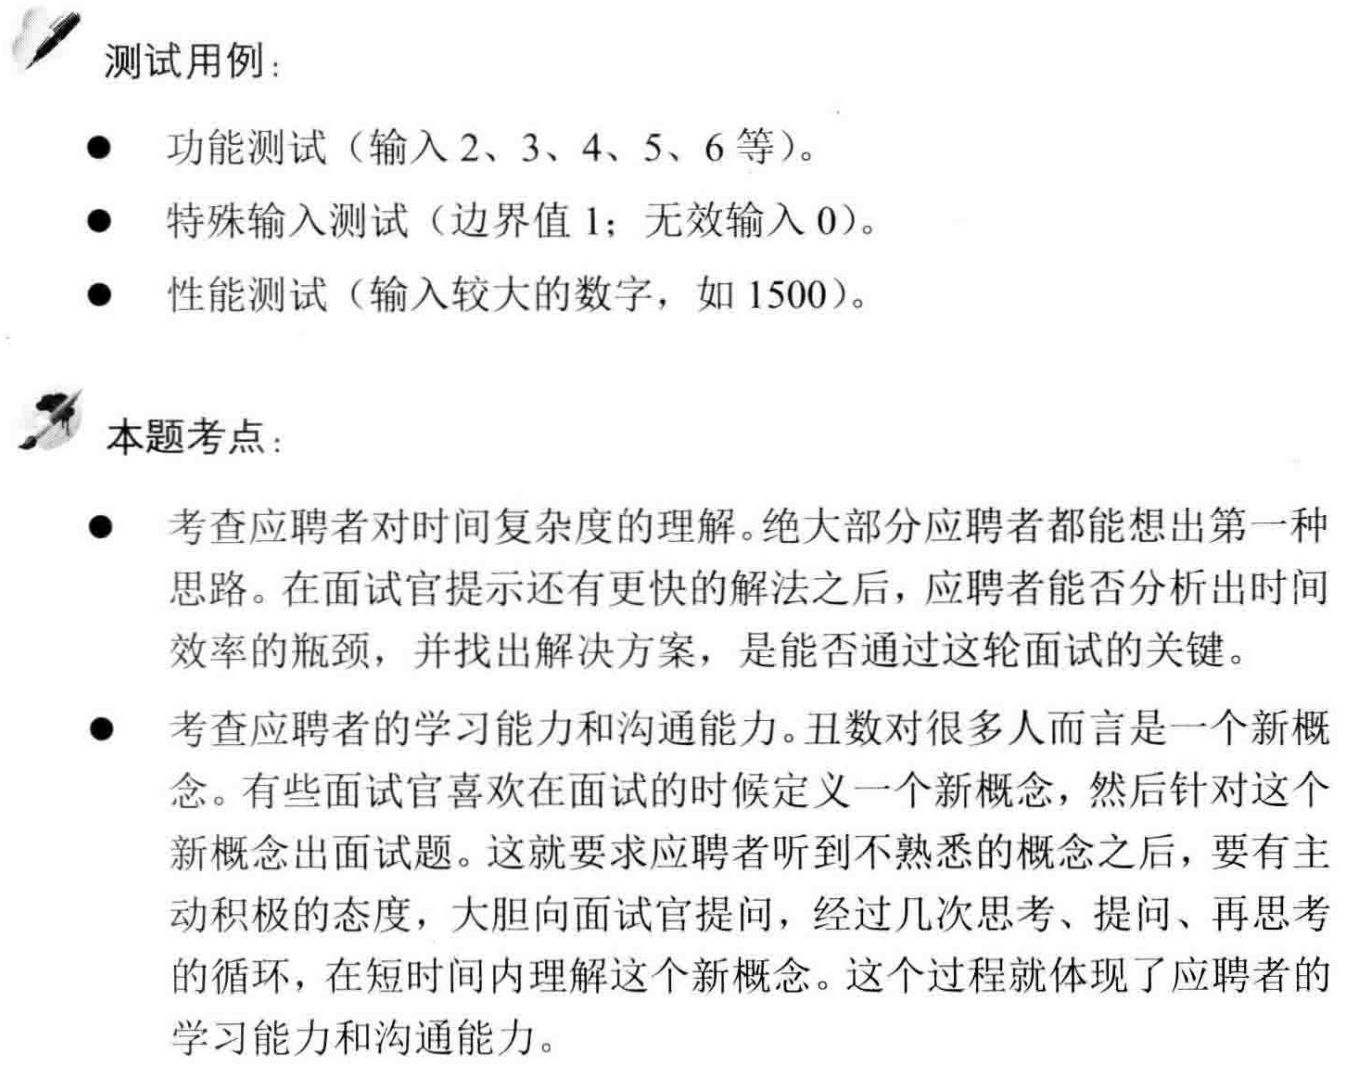 测试用例：
● 功能测试（输入 2、3、4、5、6 等）。
● 特殊输入测试（边界值 1；无效输入 0）。
● 性能测试（输入较大的数字，如 1500）。
本题考点：
● 考查应聘者对时间复杂度的理解。绝大部分应聘者都能想出第一种
思路。在面试官提示还有更快的解法之后，应聘者能否分析出时间
效率的瓶颈，并找出解决方案，是能否通过这轮面试的关键。
● 考查应聘者的学习能力和沟通能力。丑数对很多人而言是一个新概
念。有些面试官喜欢在面试的时候定义一个新概念，然后针对这个
新概念出面试题。这就要求应聘者听到不熟悉的概念之后，要有主
动积极的态度，大胆向面试官提问，经过几次思考、提问、再思考
的循环，在短时间内理解这个新概念。这个过程就体现了应聘者的
学习能力和沟通能力。